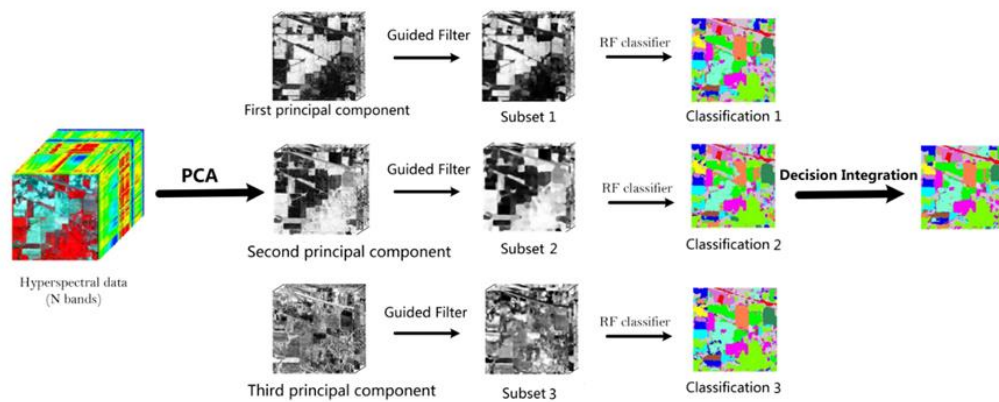 Guided Filter
RF classifier
First principal component
Subset 1
Classification 1
Hyperspectral data
(N bands)
PCA
Guided Filter
RF classifier
Second principal component
Subset 2
Classification 2
Decision Integration
Guided Filter
RF classifier
Third principal component
Subset 3
Classification 3